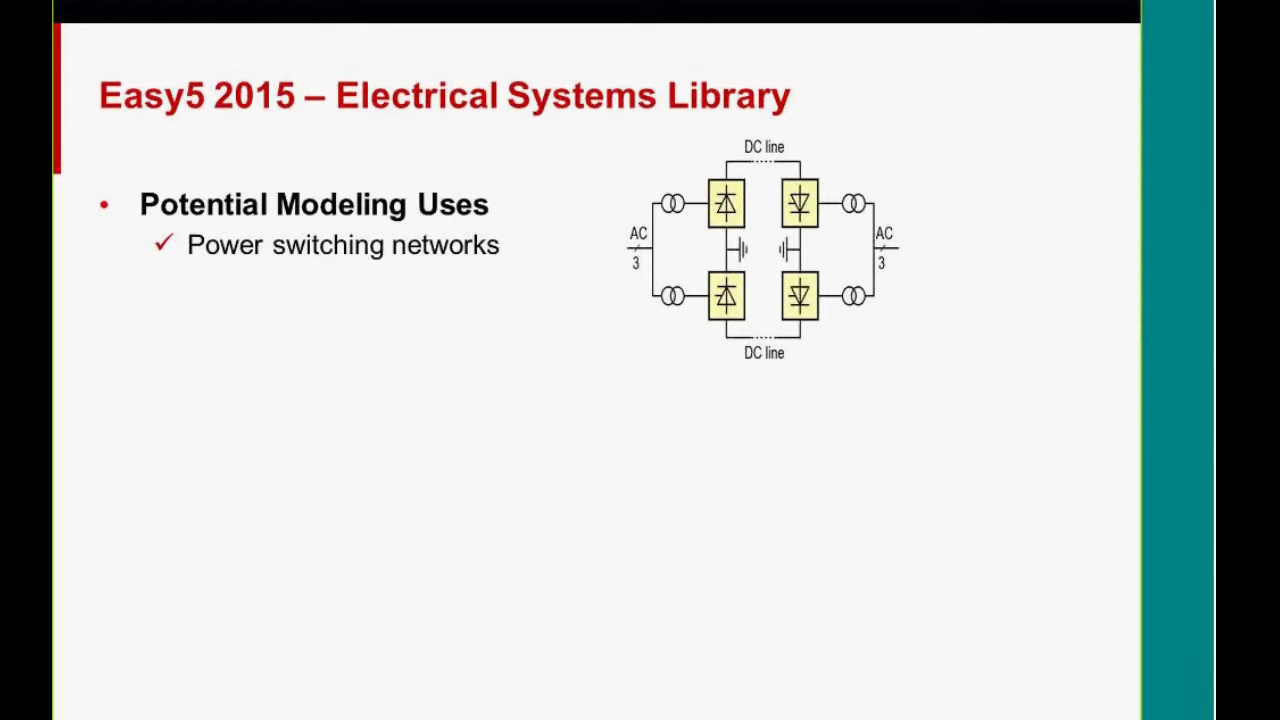 Easy5 2015 – Electrical Systems Library
• Potential Modeling Uses
✓ Power switching networks
DC line
AC
3
AC
3
DC line